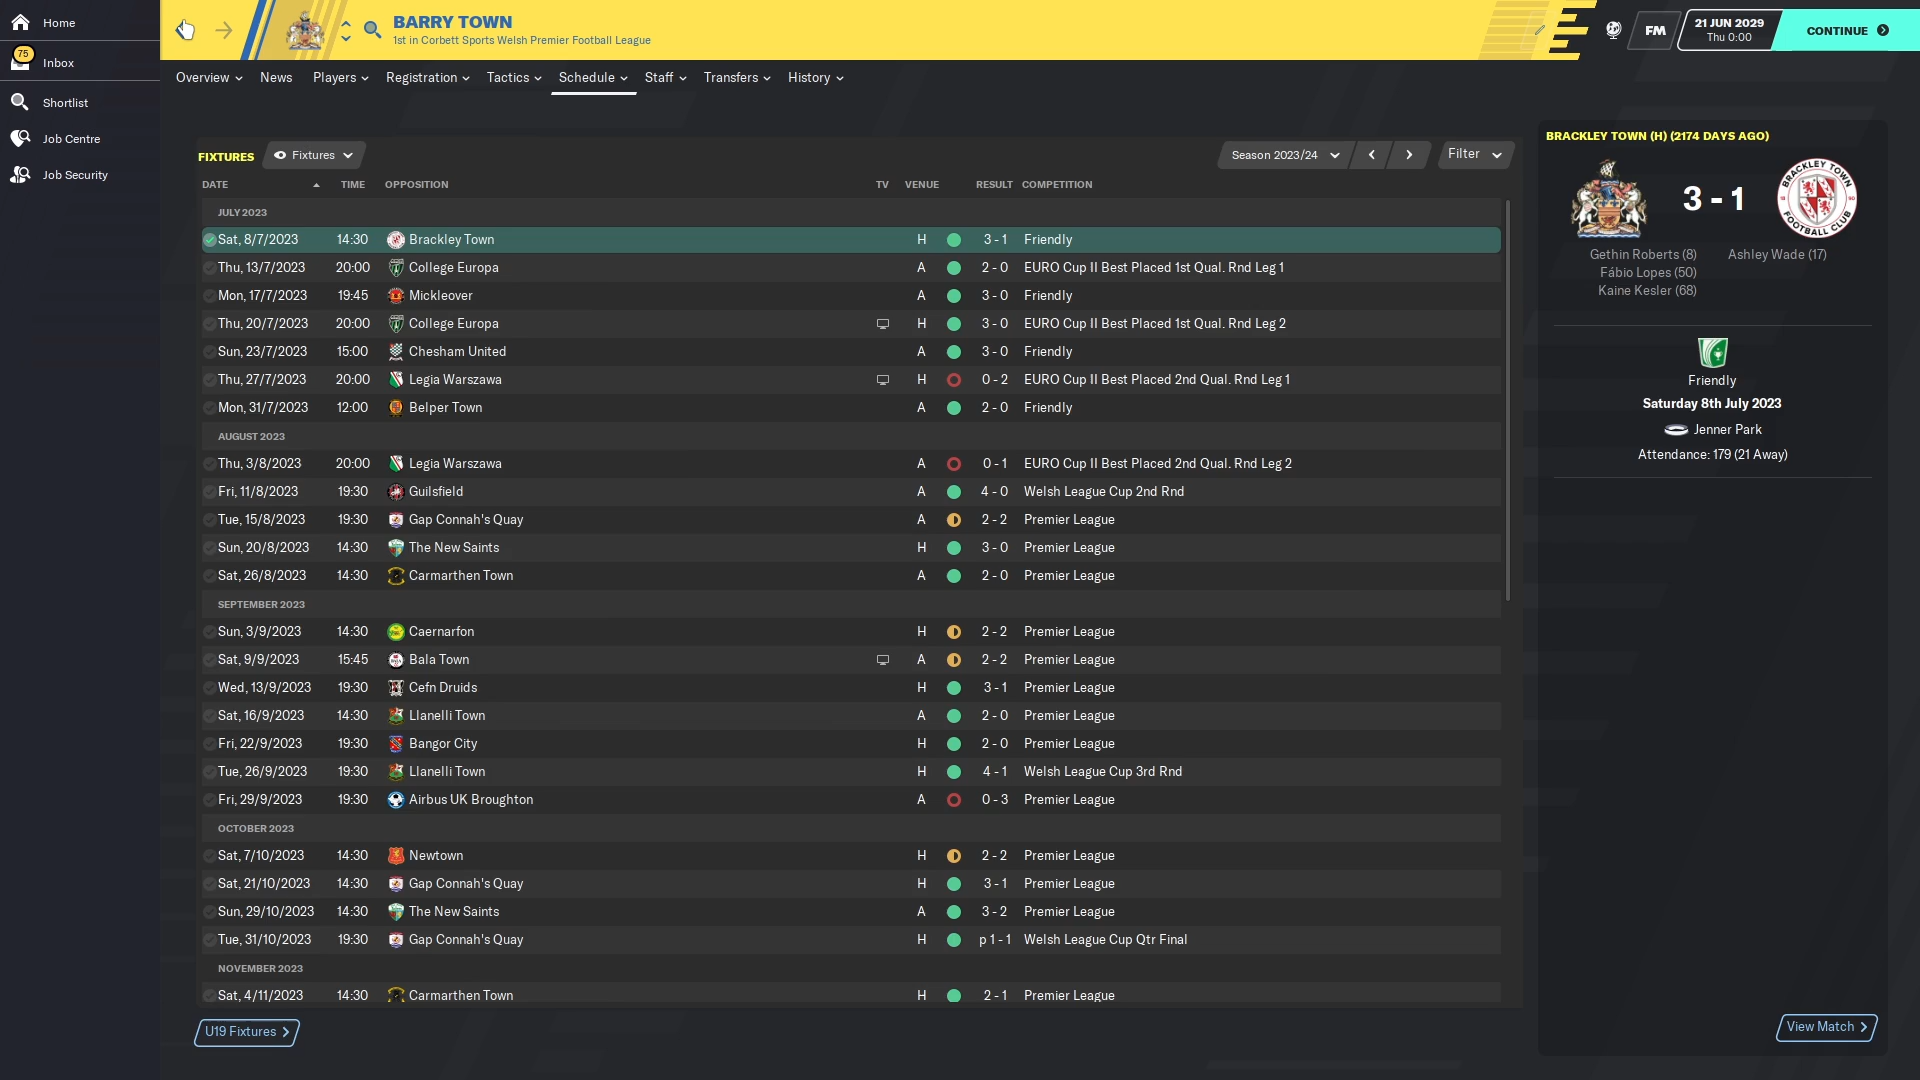 Home
75
Inbox
Shortlist
Job Centre
Job Security
BARRY TOWN
1st in Corbett Sports Welsh Premier Football League
FM
21 JUN 2029
Thu 0:00
CONTINUE
Overview News Players Registration Tactics Schedule Staff Transfers History
FIXTURES Fixtures Season 2023/24 Filter
DATE TIME OPPOSITION TV VENUE RESULT COMPETITION
JULY 2023
Sat, 8/7/2023 14:30 Brackley Town H 3 - 1 Friendly
Thu, 13/7/2023 20:00 College Europa A 2 - 0 EURO Cup II Best Placed 1st Qual. Rnd Leg 1
Mon, 17/7/2023 19:45 Mickleover A 3 - 0 Friendly
Thu, 20/7/2023 20:00 College Europa H 3 - 0 EURO Cup II Best Placed 1st Qual. Rnd Leg 2
Sun, 23/7/2023 15:00 Chesham United A 3 - 0 Friendly
Thu, 27/7/2023 20:00 Legia Warszawa H 0 - 2 EURO Cup II Best Placed 2nd Qual. Rnd Leg 1
Mon, 31/7/2023 12:00 Belper Town A 2 - 0 Friendly
AUGUST 2023
Thu, 3/8/2023 20:00 Legia Warszawa A 0 - 1 EURO Cup II Best Placed 2nd Qual. Rnd Leg 2
Fri, 11/8/2023 19:30 Guilsfield A 4 - 0 Welsh League Cup 2nd Rnd
Tue, 15/8/2023 19:30 Gap Connah's Quay A 2 - 2 Premier League
Sun, 20/8/2023 14:30 The New Saints H 3 - 0 Premier League
Sat, 26/8/2023 14:30 Carmarthen Town A 2 - 0 Premier League
SEPTEMBER 2023
Sun, 3/9/2023 14:30 Caernarfon H 2 - 2 Premier League
Sat, 9/9/2023 15:45 Bala Town A 2 - 2 Premier League
Wed, 13/9/2023 19:30 Cefn Druids H 3 - 1 Premier League
Sat, 16/9/2023 14:30 Llanelli Town A 2 - 0 Premier League
Fri, 22/9/2023 19:30 Bangor City H 2 - 0 Premier League
Tue, 26/9/2023 19:30 Llanelli Town H 4 - 1 Welsh League Cup 3rd Rnd
Fri, 29/9/2023 19:30 Airbus UK Broughton A 0 - 3 Premier League
OCTOBER 2023
Sat, 7/10/2023 14:30 Newtown H 2 - 2 Premier League
Sat, 21/10/2023 14:30 Gap Connah's Quay H 3 - 1 Premier League
Sun, 29/10/2023 14:30 The New Saints A 3 - 2 Premier League
Tue, 31/10/2023 19:30 Gap Connah's Quay H p 1 - 1 Welsh League Cup Qtr Final
NOVEMBER 2023
Sat, 4/11/2023 14:30 Carmarthen Town H 2 - 1 Premier League
U19 Fixtures
BRACKLEY TOWN (H) (2174 DAYS AGO)
3 - 1
BRACKLEY TOWN
FOOTBALL CLUB
Gethin Roberts (8) Ashley Wade (17)
Fábio Lopes (50)
Kaine Kesler (68)
Friendly
Saturday 8th July 2023
Jenner Park
Attendance: 179 (21 Away)
View Match